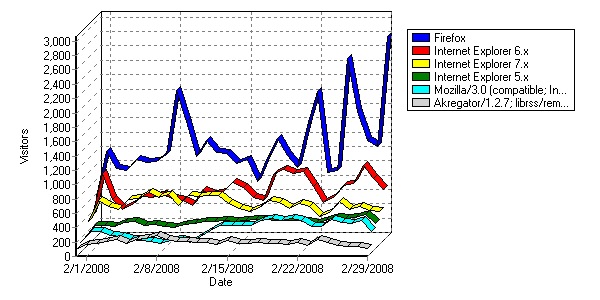 3,000
2,800
2,600
2,400
2,200
2,000
1,800
1,600
1,400
1,200
1,000
800
600
400
200
0
Visitors
2/1/2008 2/8/2008 2/15/2008 2/22/2008 2/29/2008
Date
Firefox
Internet Explorer 6.x
Internet Explorer 7.x
Internet Explorer 5.x
Mozilla/3.0 (compatible; In...
Akregator/1.2.7; librss/rem...